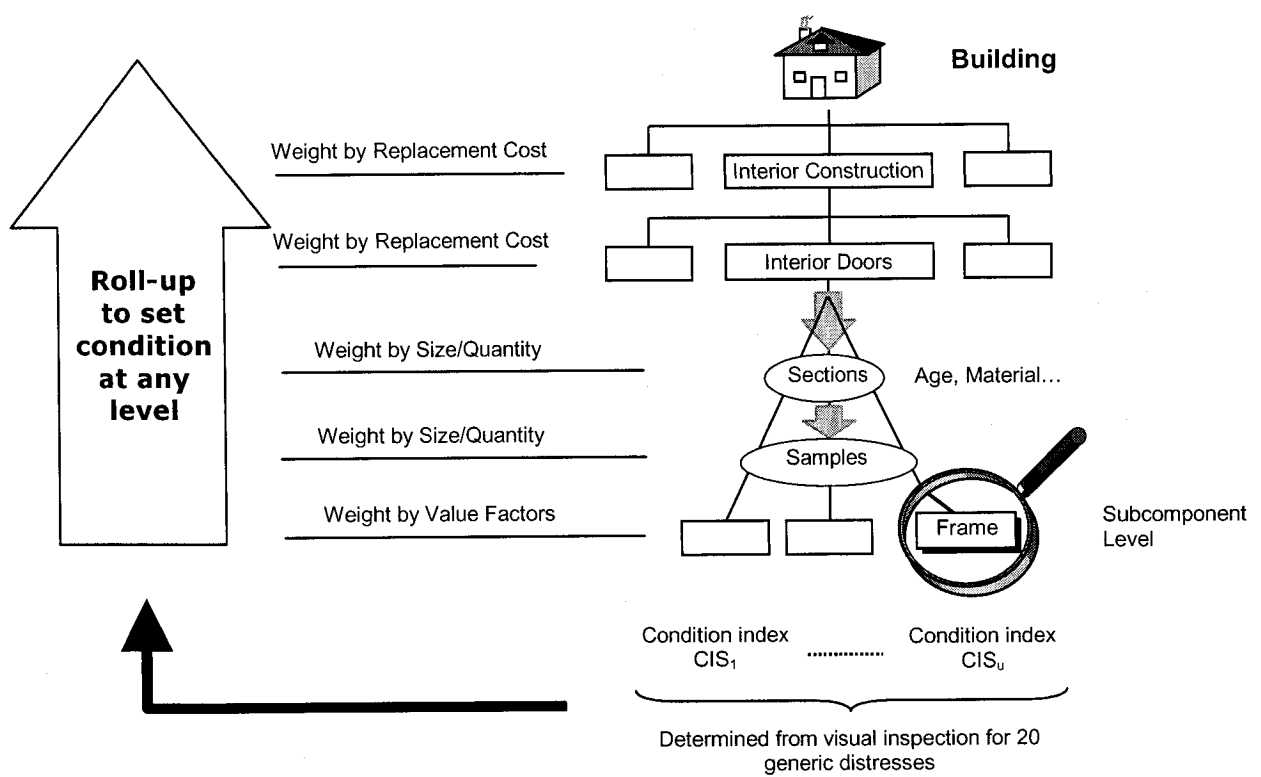 Building
Weight by Replacement Cost
Interior Construction
Weight by Replacement Cost
Interior Doors
Roll-up
to set
condition
at any
level
Weight by Size/Quantity
Sections
Age, Material…
Weight by Size/Quantity
Samples
Weight by Value Factors
Frame
Subcomponent
Level
Condition index
CIS₁
Condition index
CISᵤ
Determined from visual inspection for 20
generic distresses